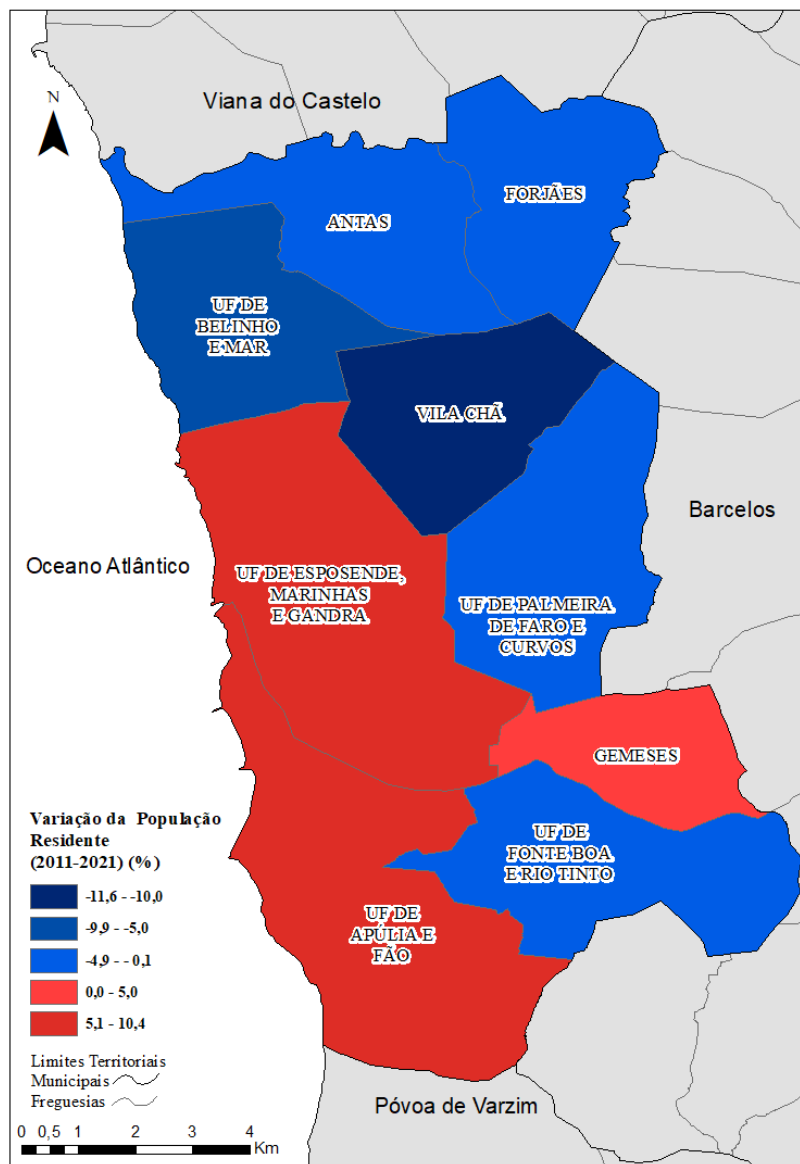 Viana do Castelo
N
FORJÃES
ANTAS
UF DE
BELINHO
E MAR
VILA CHÃ
Barcelos
Oceano Atlântico
UF DE ESPOSENDE,
MARINHAS
E GANDRA
UF DE PALMEIRA
DE FARO E
CURVOS
GEMESES
UF DE
FONTE BOA
E RIO TINTO
UF DE
APÚLIA E
FÃO
Variação da População
Residente
(2011-2021) (%)
-11,6 - -10,0
-9,9 - -5,0
-4,9 - - 0,1
0,0 - 5,0
5,1 - 10,4
Limites Territoriais
Municipais
Freguesias
Póvoa de Varzim
0 0,5 1 2 3 4
Km